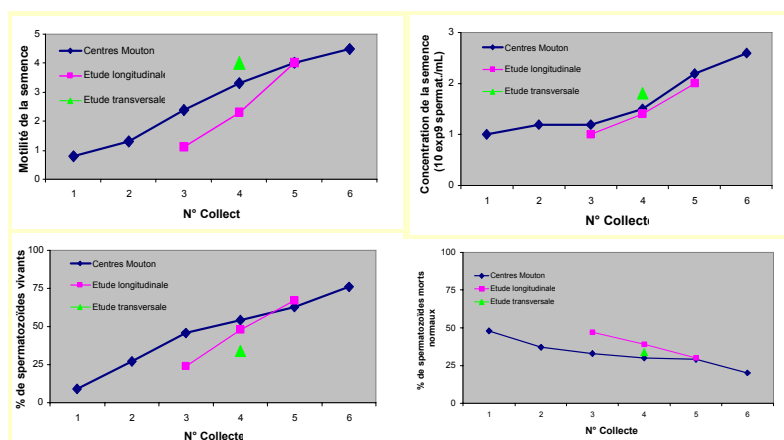 Motilité de la semence
5
4
3
2
1
0
Centres Mouton
Etude longitudinale
Etude transversale
1 2 3 4 5 6
N° Collect
Concentration de la semence
(10 exp9 spermat./mL)
3
2
1
0
Centres Mouton
Etude longitudinale
Etude transversale
1 2 3 4 5 6
N° Collecte
% de spermatozoïdes vivants
100
75
50
25
0
Centres Mouton
Etude longitudinale
Etude transversale
1 2 3 4 5 6
N° Collecte
% de spermatozoïdes morts
normaux
100
75
50
25
0
Centres Mouton
Etude longitudinale
Etude transversale
1 2 3 4 5 6
N° Collecte